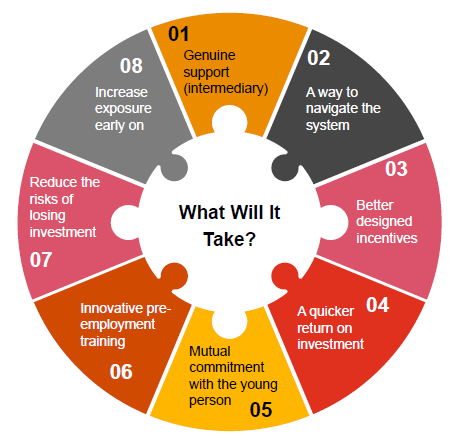 01
Genuine
support
(intermediary)
02
A way to
navigate the
system
03
Better
designed
incentives
04
A quicker
return on
investment
Mutual
commitment
with the young
person
05
Innovative pre-
employment
training
06
Reduce the
risks of
losing
investment
07
08
Increase
exposure
early on
What Will It
Take?